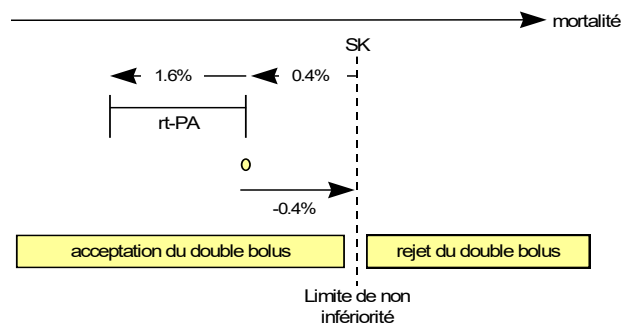 mortalité
SK
1.6%
0.4%
rt-PA
-0.4%
acceptation du double bolus
rejet du double bolus
Limite de non
infériorité